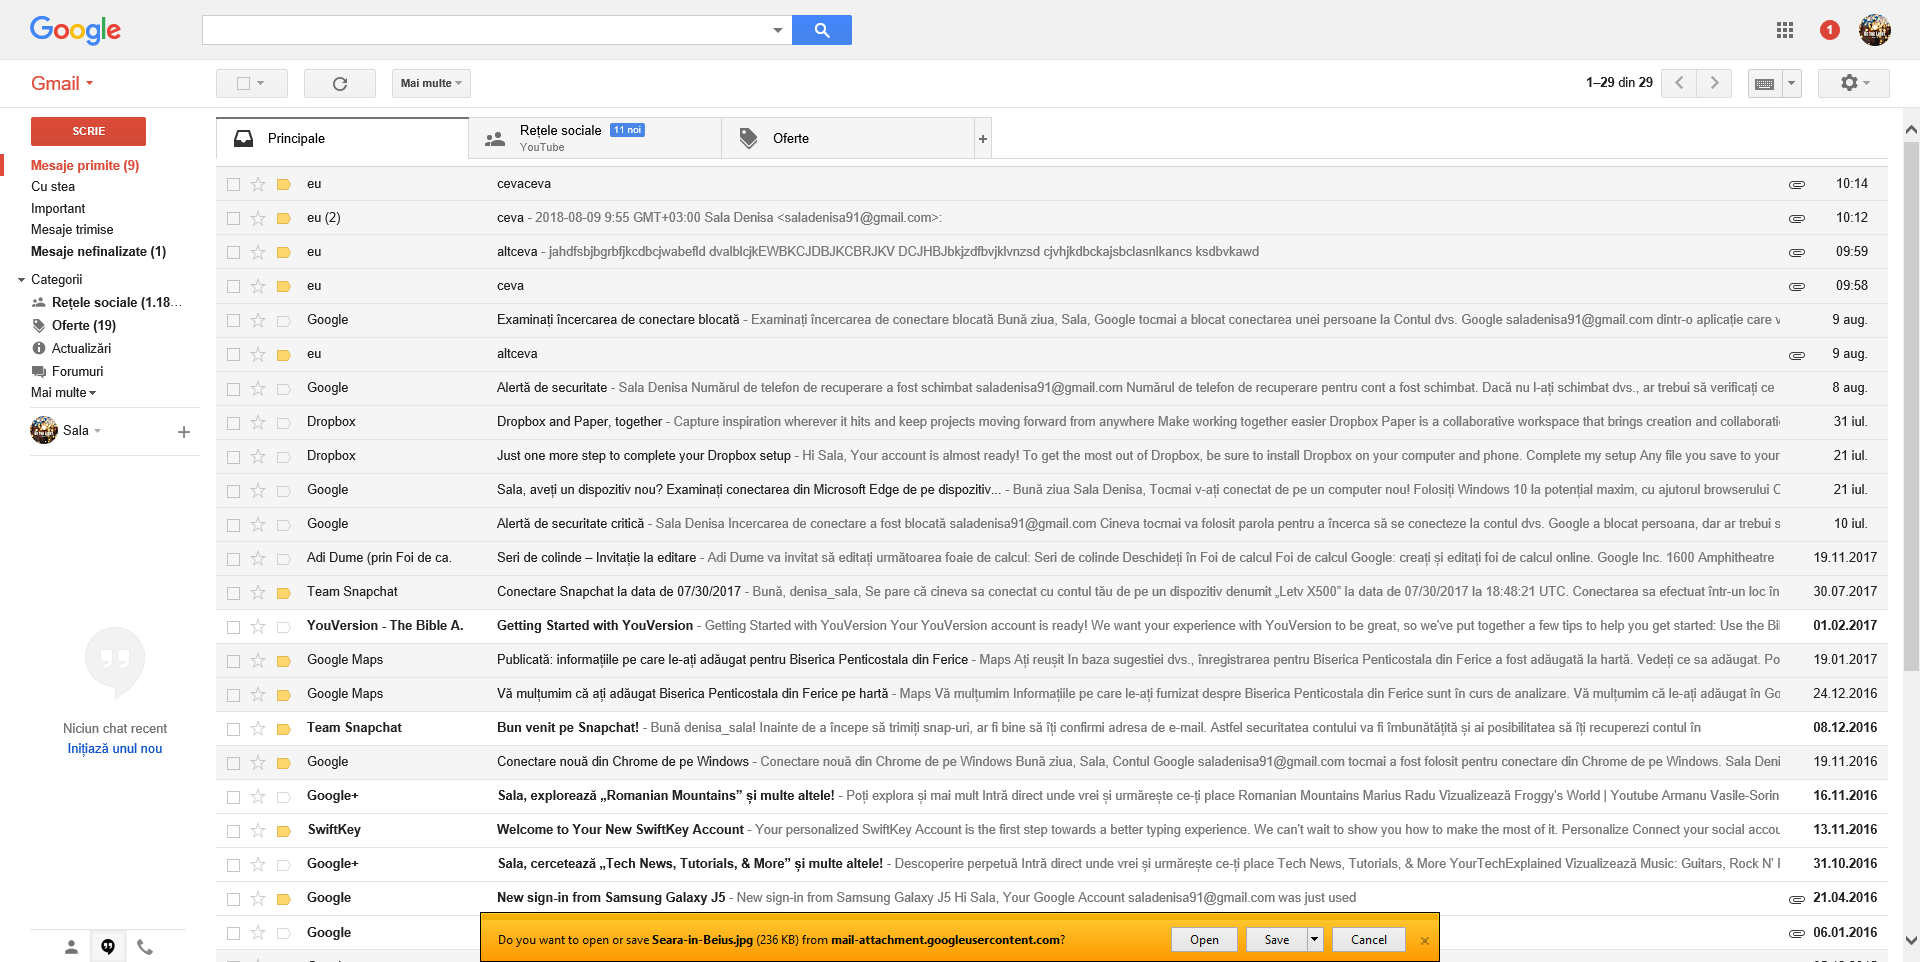 Google
1
Gmail
Mai multe
1–29 din 29
SCRIE
Mesaje primite (9)
Cu stea
Important
Mesaje trimise
Mesaje nefinalizate (1)
Categorii
Rețele sociale (1.18...
Oferte (19)
Actualizări
Forumuri
Mai multe
Sala
Niciun chat recent
Inițiază unul nou
Principale
Rețele sociale 11 noi
YouTube
Oferte
eu cevaceva 10:14
eu (2) ceva - 2018-08-09 9:55 GMT+03:00 Sala Denisa <saladenisa91@gmail.com>: 10:12
eu altceva - jahdfsbjbgrbfjkcdbcjwabefld dvalblcjkEWBKCJDBJKCBRJKV DCJHBJbkjzdfbvjklvnzsd cjvhjkdbckajsbclasnlkancs ksdbvkawd 09:59
eu ceva 09:58
Google Examinați încercarea de conectare blocată - Examinați încercarea de conectare blocată Bună ziua, Sala, Google tocmai a blocat conectarea unei persoane la Contul dvs. Google saladenisa91@gmail.com dintr-o aplicație care v 9 aug.
eu altceva 9 aug.
Google Alertă de securitate - Sala Denisa Numărul de telefon de recuperare a fost schimbat saladenisa91@gmail.com Numărul de telefon de recuperare pentru cont a fost schimbat. Dacă nu l-ați schimbat dvs., ar trebui să verificați ce 8 aug.
Dropbox Dropbox and Paper, together - Capture inspiration wherever it hits and keep projects moving forward from anywhere Make working together easier Dropbox Paper is a collaborative workspace that brings creation and collaborati 31 iul.
Dropbox Just one more step to complete your Dropbox setup - Hi Sala, Your account is almost ready! To get the most out of Dropbox, be sure to install Dropbox on your computer and phone. Complete my setup Any file you save to your 21 iul.
Google Sala, aveți un dispozitiv nou? Examinați conectarea din Microsoft Edge de pe dispozitiv... - Bună ziua Sala Denisa, Tocmai v-ați conectat de pe un computer nou! Folosiți Windows 10 la potențial maxim, cu ajutorul browserului C 21 iul.
Google Alertă de securitate critică - Sala Denisa Încercarea de conectare a fost blocată saladenisa91@gmail.com Cineva tocmai va folosit parola pentru a încerca să se conecteze la contul dvs. Google a blocat persoana, dar ar trebui s 10 iul.
Adi Dume (prin Foi de ca. Seri de colinde – Invitație la editare - Adi Dume va invitat să editați următoarea foaie de calcul: Seri de colinde Deschideți în Foi de calcul Foi de calcul Google: creați și editați foi de calcul online. Google Inc. 1600 Amphitheatre 19.11.2017
Team Snapchat Conectare Snapchat la data de 07/30/2017 - Bună, denisa_sala, Se pare că cineva sa conectat cu contul tău de pe un dispozitiv denumit „Letv X500” la data de 07/30/2017 la 18:48:21 UTC. Conectarea sa efectuat într-un loc în 30.07.2017
YouVersion - The Bible A. Getting Started with YouVersion - Getting Started with YouVersion Your YouVersion account is ready! We want your experience with YouVersion to be great, so we've put together a few tips to help you get started: Use the Bi 01.02.2017
Google Maps Publicată: informațiile pe care le-ați adăugat pentru Biserica Penticostala din Ferice - Maps Ați reușit În baza sugestiei dvs., înregistrarea pentru Biserica Penticostala din Ferice a fost adăugată la hartă. Vedeți ce sa adăugat. Po 19.01.2017
Google Maps Vă mulțumim că ați adăugat Biserica Penticostala din Ferice pe hartă - Maps Vă mulțumim Informațiile pe care le-ați furnizat despre Biserica Penticostala din Ferice sunt în curs de analizare. Vă mulțumim că le-ați adăugat în Go 24.12.2016
Team Snapchat Bun venit pe Snapchat! - Bună denisa_sala! Înainte de a începe să trimiți snap-uri, ar fi bine să îți confirmi adresa de e-mail. Astfel securitatea contului va fi îmbunătățită și ai posibilitatea să îți recuperezi contul în 08.12.2016
Google Conectare nouă din Chrome de pe Windows - Conectare nouă din Chrome de pe Windows Bună ziua, Sala, Contul Google saladenisa91@gmail.com tocmai a fost folosit pentru conectare din Chrome de pe Windows. Sala Deni 19.11.2016
Google+ Sala, explorează „Romanian Mountains” și multe altele! - Poți explora și mai mult Intră direct unde vrei și urmărește ce-ți place Romanian Mountains Marius Radu Vizualizează Froggy's World | Youtube Armanu Vasile-Sorin 16.11.2016
SwiftKey Welcome to Your New SwiftKey Account - Your personalized SwiftKey Account is the first step towards a better typing experience. We can't wait to show you how to make the most of it. Personalize Connect your social accou 13.11.2016
Google+ Sala, cercetează „Tech News, Tutorials, & More” și multe altele! - Descoperire perpetuă Intră direct unde vrei și urmărește ce-ți place Tech News, Tutorials, & More YourTechExplained Vizualizează Music: Guitars, Rock N' 31.10.2016
Google New sign-in from Samsung Galaxy J5 - New sign-in from Samsung Galaxy J5 Hi Sala, Your Google Account saladenisa91@gmail.com was just used 21.04.2016
Google 06.01.2016
Do you want to open or save Seara-in-Beius.jpg (236 KB) from mail-attachment.googleusercontent.com? Open Save Cancel